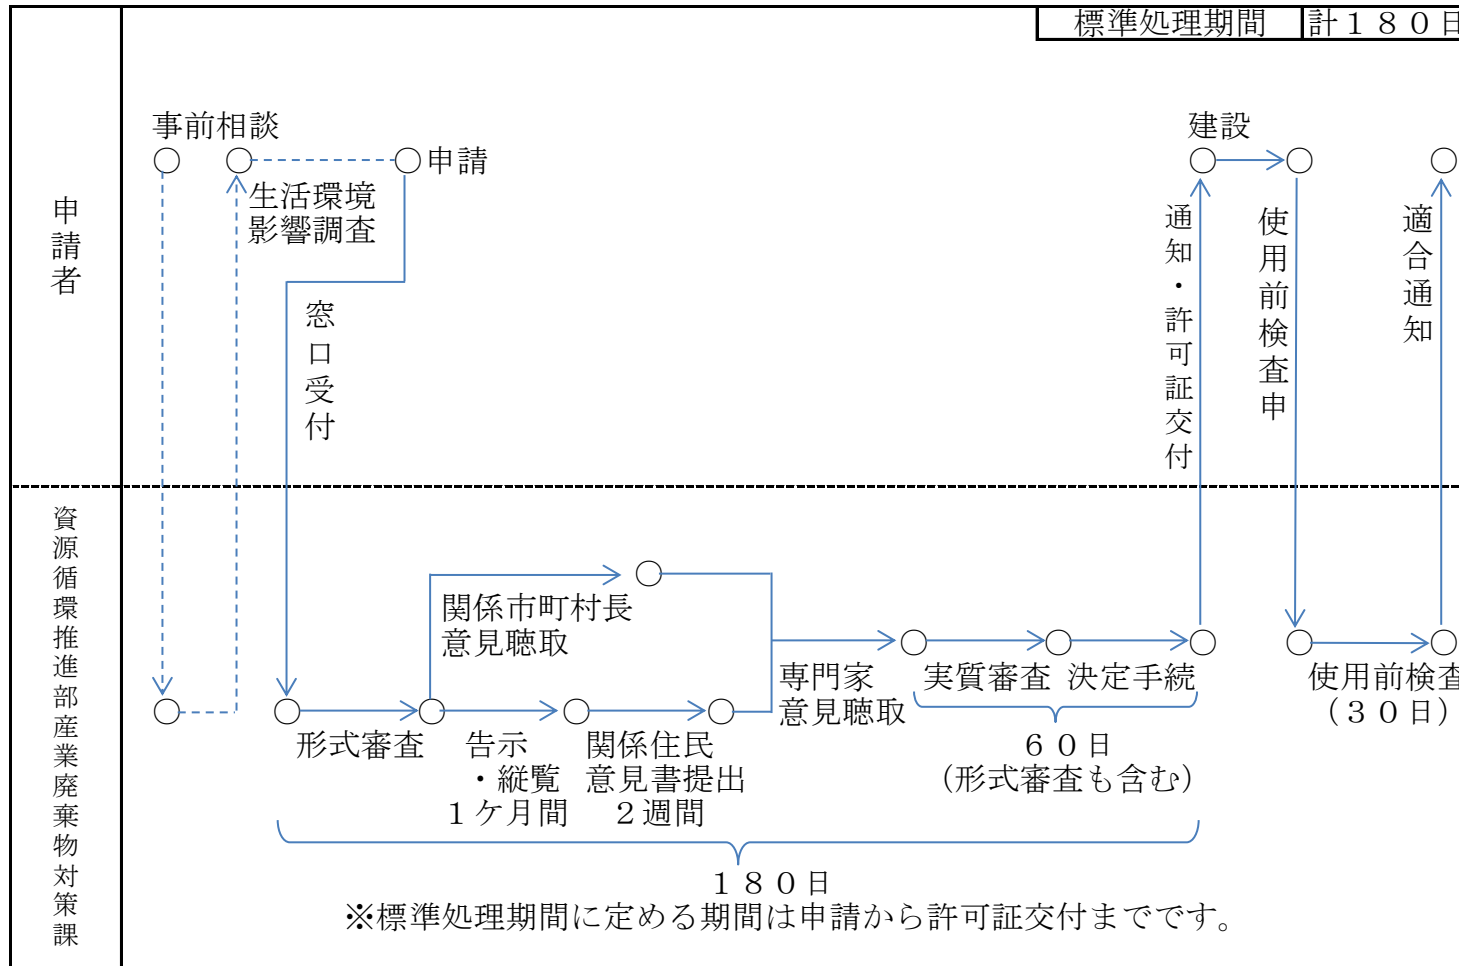 標準処理期間 計１８０日
事前相談
申請
生活環境
影響調査
窓口受付
建設
通知・許可証交付
使用前検査申
適合通知
申請者
資源循環推進部産業廃棄物対策課
関係市町村長
意見聴取
形式審査
告示
・縦覧
１ケ月間
関係住民
意見書提出
２週間
専門家
意見聴取
実質審査
決定手続
６０日
（形式審査も含む）
使用前検査
（３０日）
１８０日
※標準処理期間に定める期間は申請から許可証交付までです。